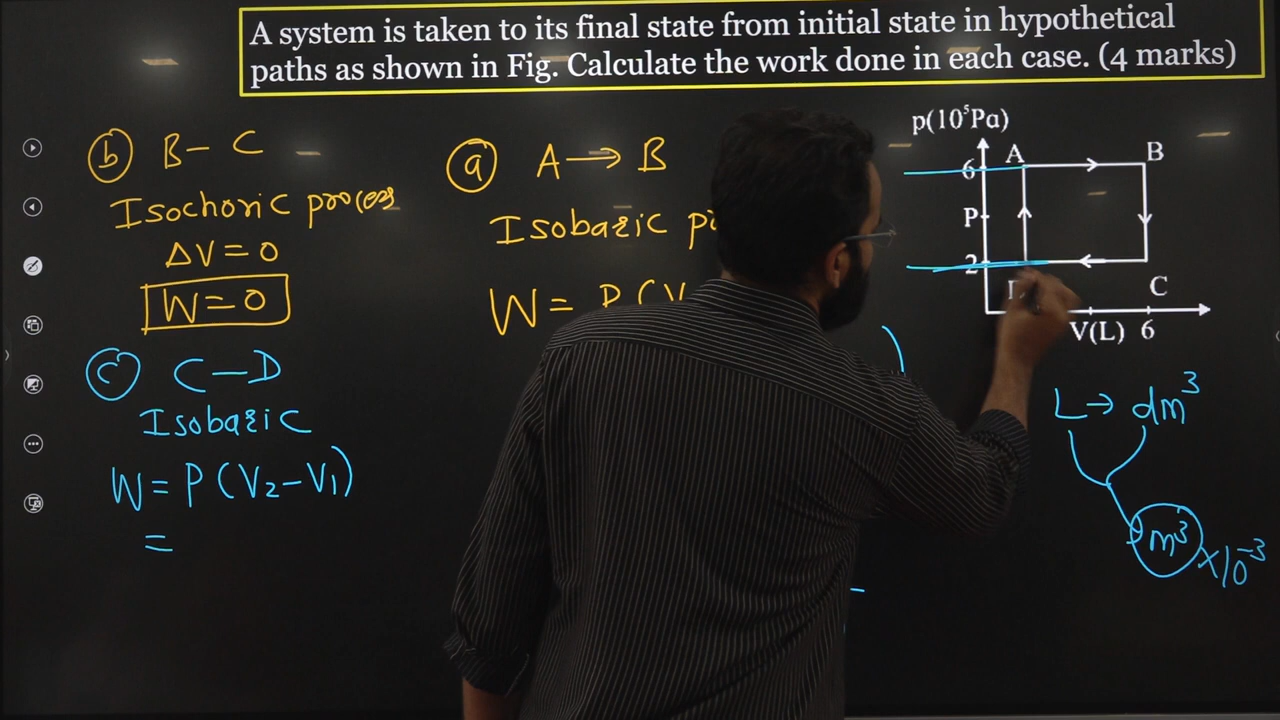 A system is taken to its final state from initial state in hypothetical
paths as shown in Fig. Calculate the work done in each case. (4 marks)
b B - C
Isochoric process
ΔV = 0
W = 0
c C - D
Isobaric
W = P (V₂ - V₁)
=
a A → B
Isobaric
W = P (V
p(10⁵Pa)
6 A B
P
2
C
V(L) 6
L → dm³
m³ ×10⁻³